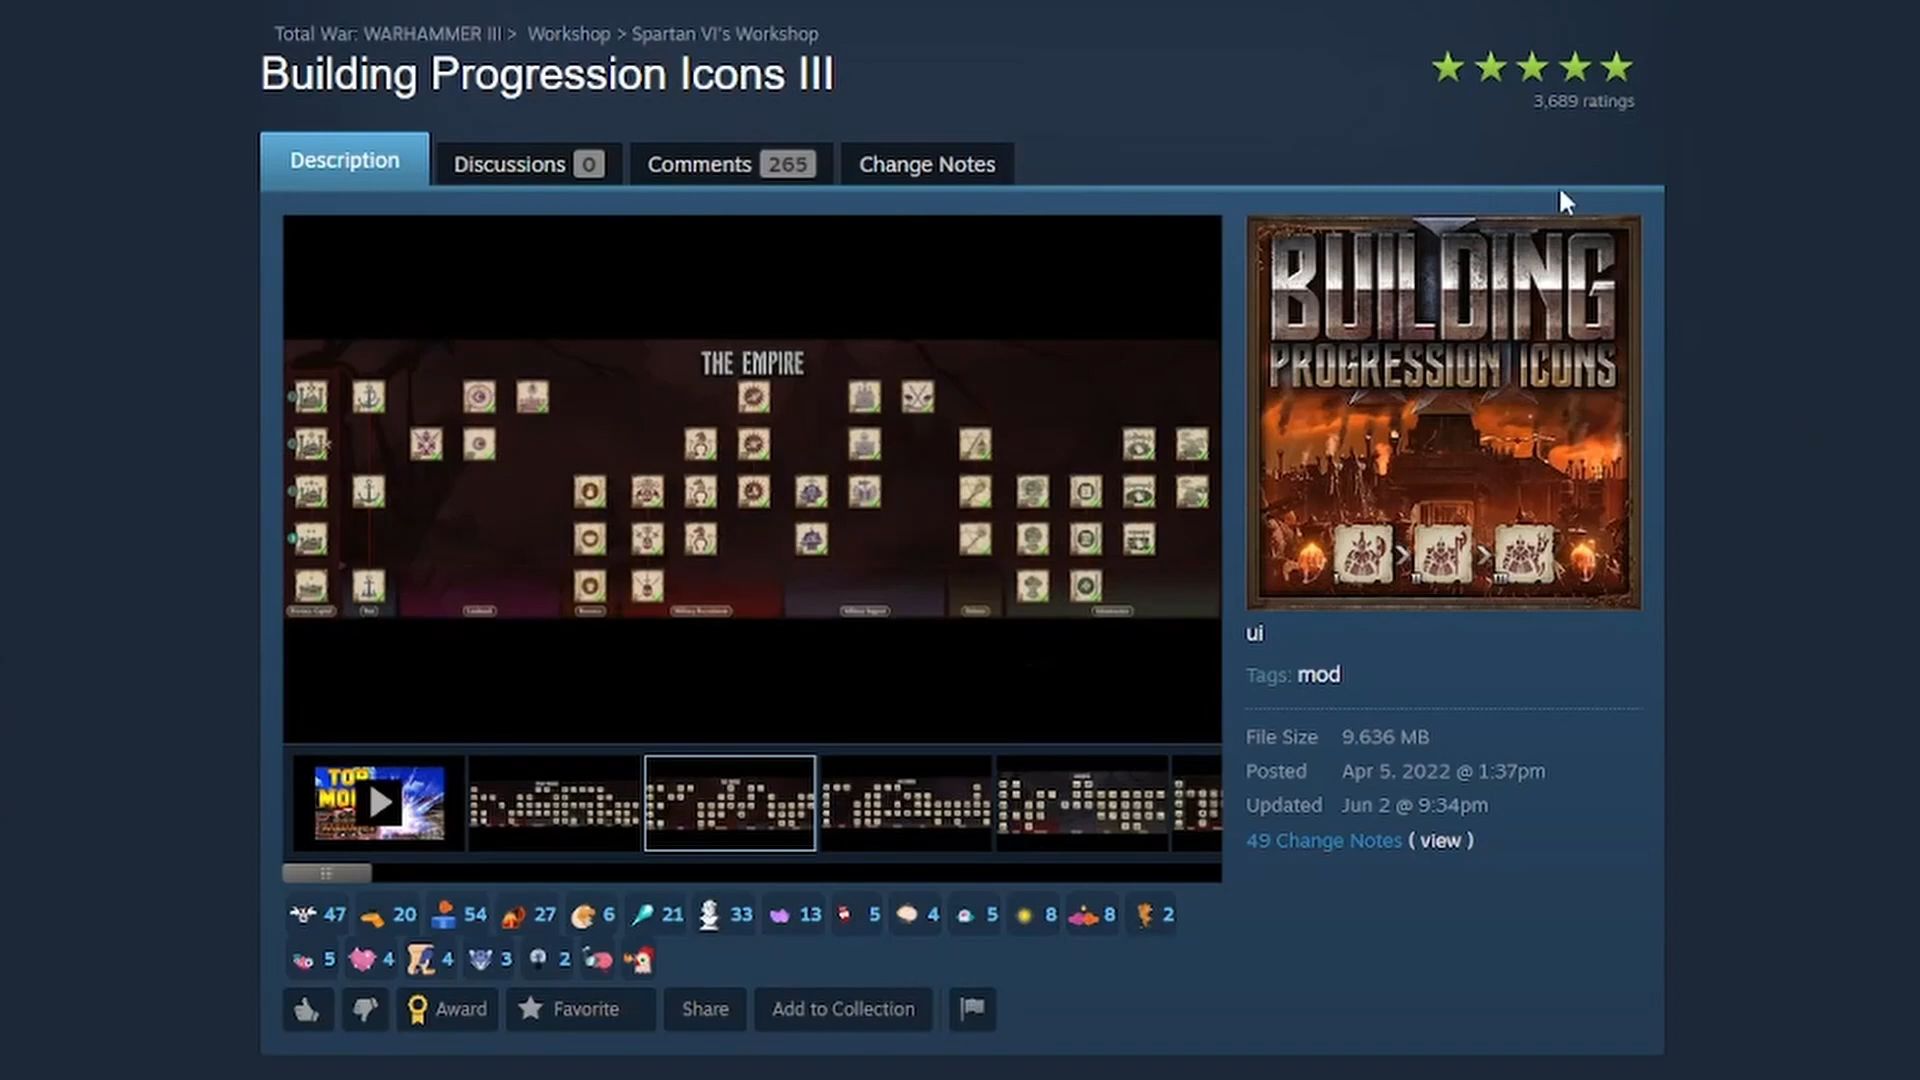 Total War: WARHAMMER III > Workshop > Spartan VI's Workshop
Building Progression Icons III
3,689 ratings
Description
Discussions 0
Comments 265
Change Notes
THE EMPIRE
BUILDING
PROGRESSION ICONS
I II III
ui
Tags: mod
File Size 9.636 MB
Posted Apr 5, 2022 @ 1:37pm
Updated Jun 2 @ 9:34pm
49 Change Notes ( view )
TOP
47 20 54 27 6 21 33 13 5 4 5 8 8 2
5 4 4 3 2
Award
Favorite
Share
Add to Collection